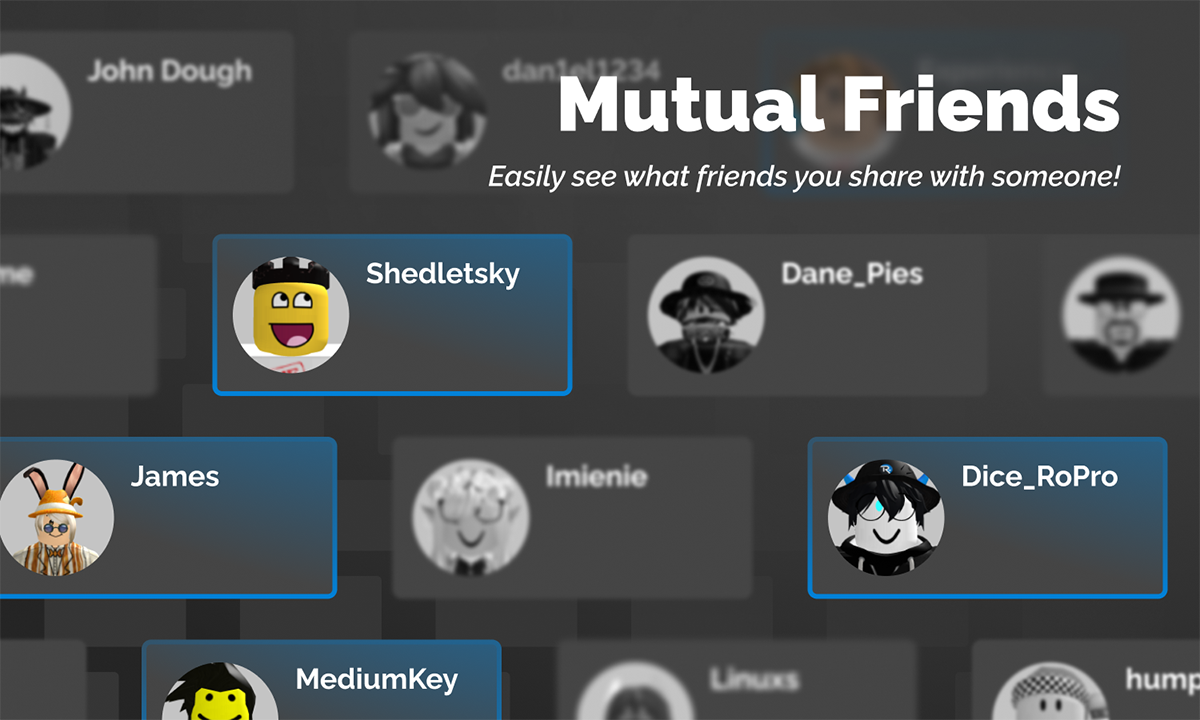 John Dough
dan1el1234
Mutual Friends
Easily see what friends you share with someone!
Shedletsky
Dane_Pies
James
Imienie
Dice_RoPro
MediumKey
Linuxs
hump